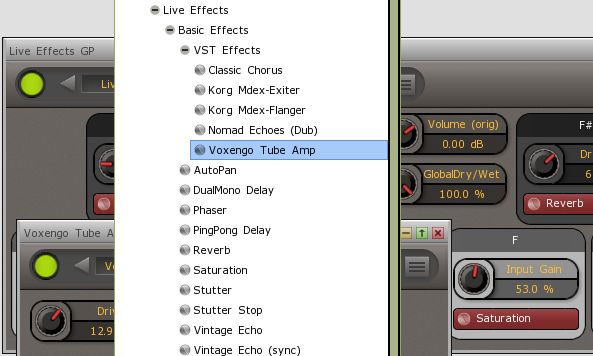 Live Effects
Basic Effects
VST Effects
Classic Chorus
Korg Mdex-Exiter
Korg Mdex-Flanger
Nomad Echoes (Dub)
Voxengo Tube Amp
AutoPan
DualMono Delay
Phaser
PingPong Delay
Reverb
Saturation
Stutter
Stutter Stop
Vintage Echo
Vintage Echo (sync)
Live Effects GP
Liv
Volume (orig)
0.00 dB
GlobalDry/Wet
100.0 %
F#
Dr
6
Reverb
Voxengo Tube A
Vo
Driv
12.9
F
Input Gain
53.0 %
Saturation